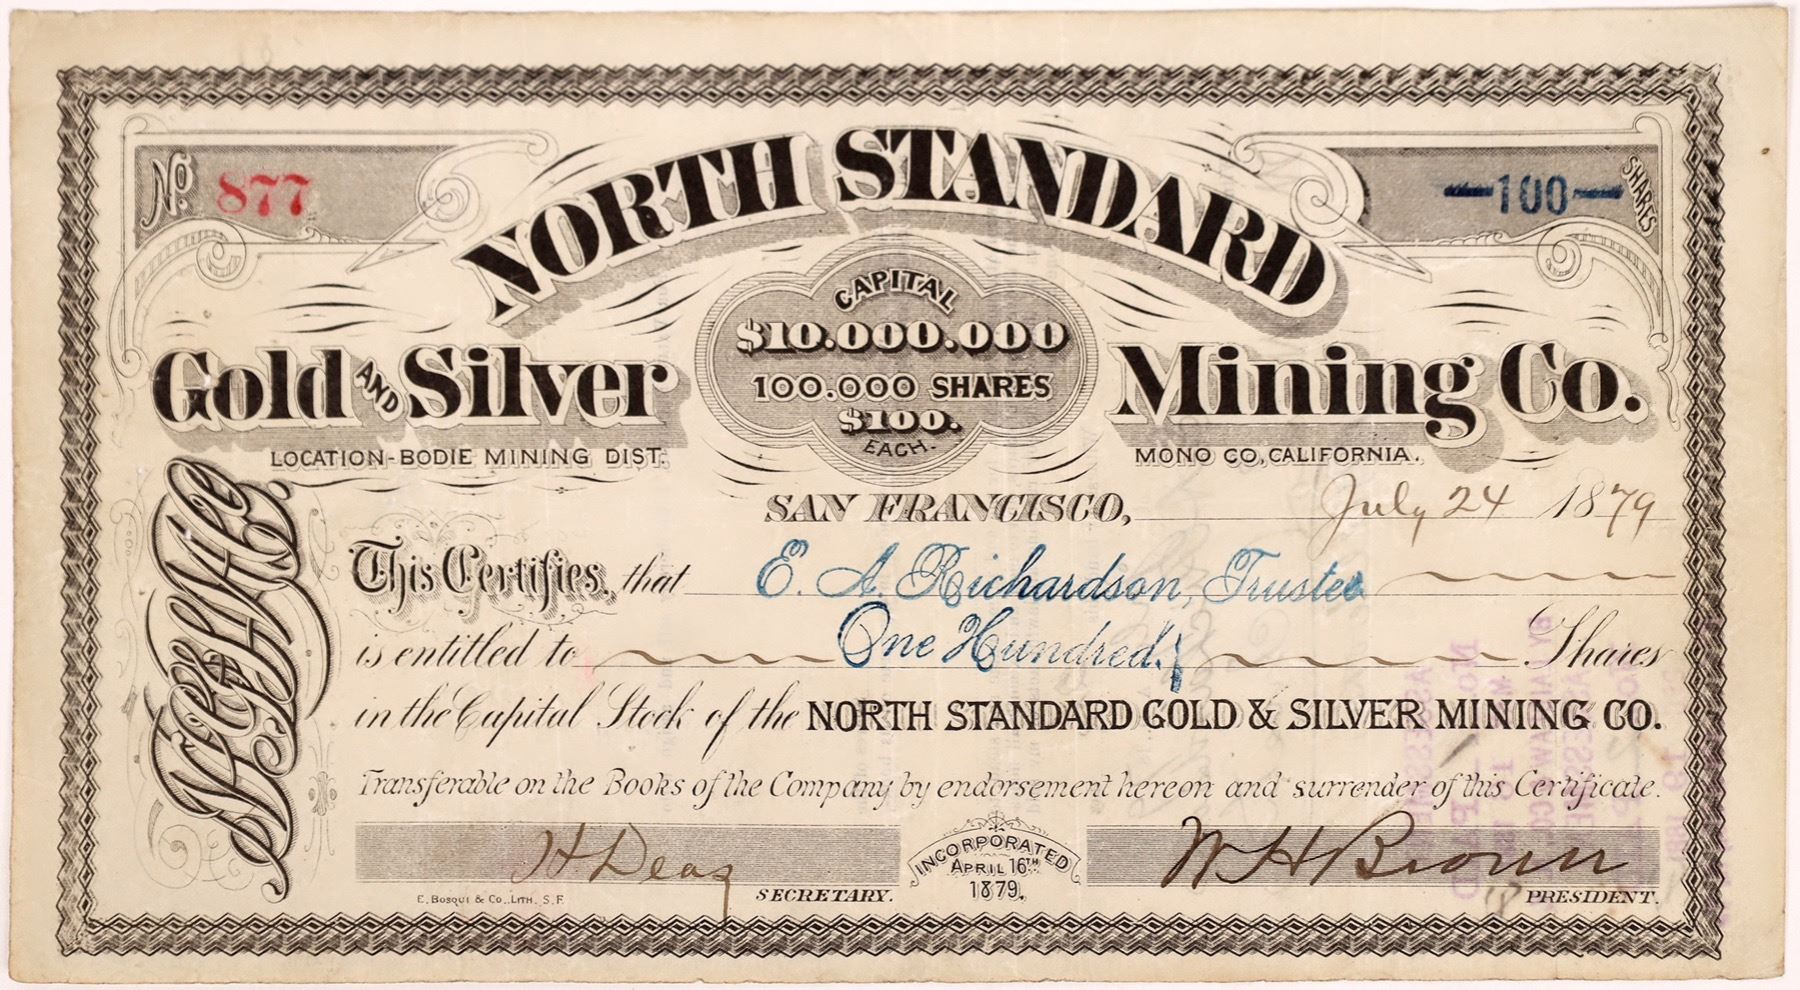 No. 877
—100— SHARES
NORTH STANDARD
Gold AND Silver Mining Co.
CAPITAL
$10.000.000
100.000 SHARES
$100.
EACH.
LOCATION-BODIE MINING DIST.
MONO CO, CALIFORNIA.
SAN FRANCISCO, July 24 1879
This Certifies, that E. A. Richardson, Trustee
is entitled to One Hundred Shares
in the Capital Stock of the NORTH STANDARD GOLD & SILVER MINING CO.
Transferable on the Books of the Company by endorsement hereon and surrender of this Certificate.
H Deas SECRETARY.
INCORPORATED
APRIL 16TH
1879.
W H Brown PRESIDENT.
E. BOSQUI & CO., LITH. S.F.